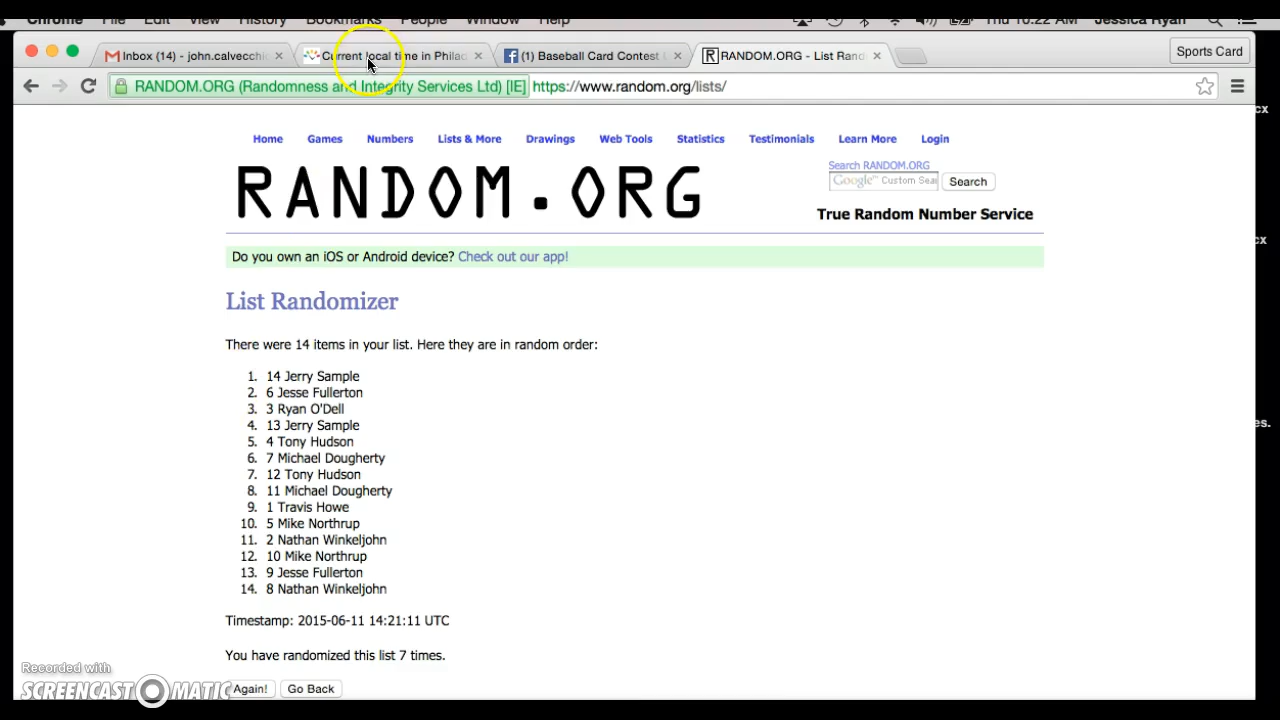 Chrome File Edit View History Bookmarks People Window Help Thu 10:22 AM Jessica Ryan
Inbox (14) - john.calvecchi Current local time in Philad (1) Baseball Card Contest RANDOM.ORG - List Rand Sports Card
RANDOM.ORG (Randomness and Integrity Services Ltd) [IE] https://www.random.org/lists/
Home Games Numbers Lists & More Drawings Web Tools Statistics Testimonials Learn More Login
Search RANDOM.ORG
RANDOM.ORG
Google™ Custom Sea Search
True Random Number Service
Do you own an iOS or Android device? Check out our app!
List Randomizer
There were 14 items in your list. Here they are in random order:
1. 14 Jerry Sample
2. 6 Jesse Fullerton
3. 3 Ryan O'Dell
4. 13 Jerry Sample
5. 4 Tony Hudson
6. 7 Michael Dougherty
7. 12 Tony Hudson
8. 11 Michael Dougherty
9. 1 Travis Howe
10. 5 Mike Northrup
11. 2 Nathan Winkeljohn
12. 10 Mike Northrup
13. 9 Jesse Fullerton
14. 8 Nathan Winkeljohn
Timestamp: 2015-06-11 14:21:11 UTC
You have randomized this list 7 times.
Again! Go Back
Recorded with
SCREENCAST-O-MATIC
cx
cx
es.